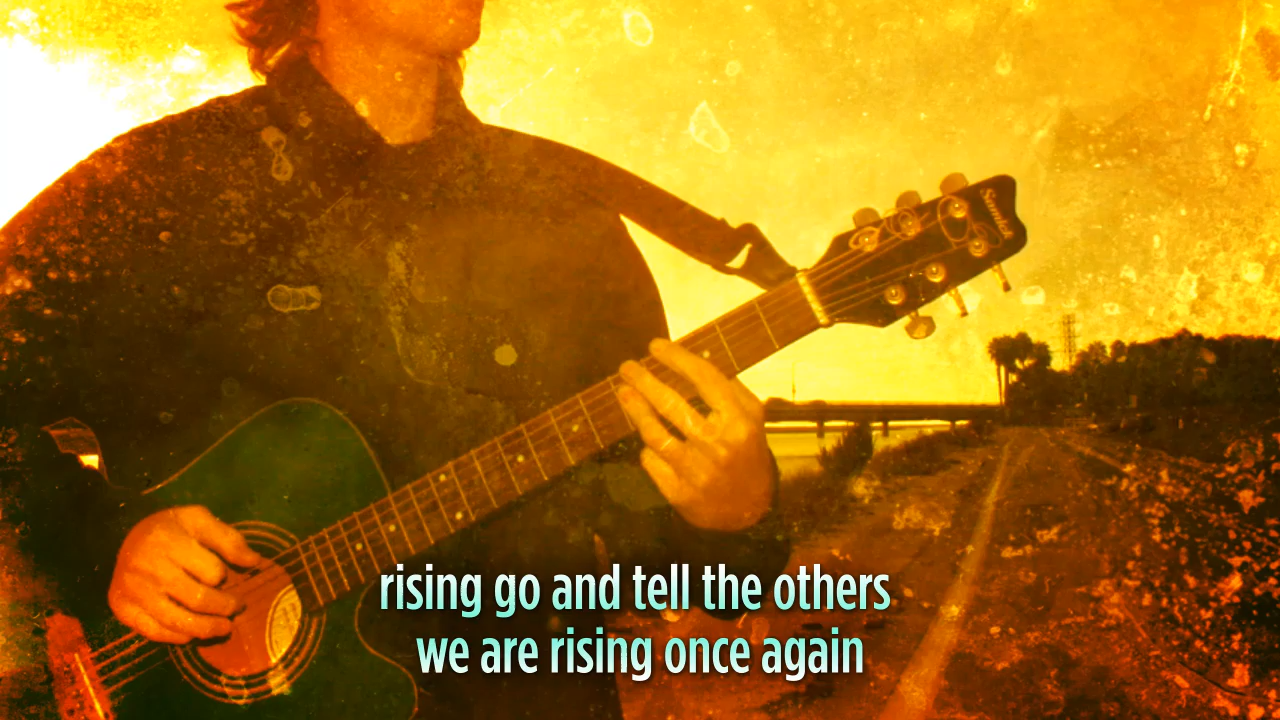 rising go and tell the others
we are rising once again